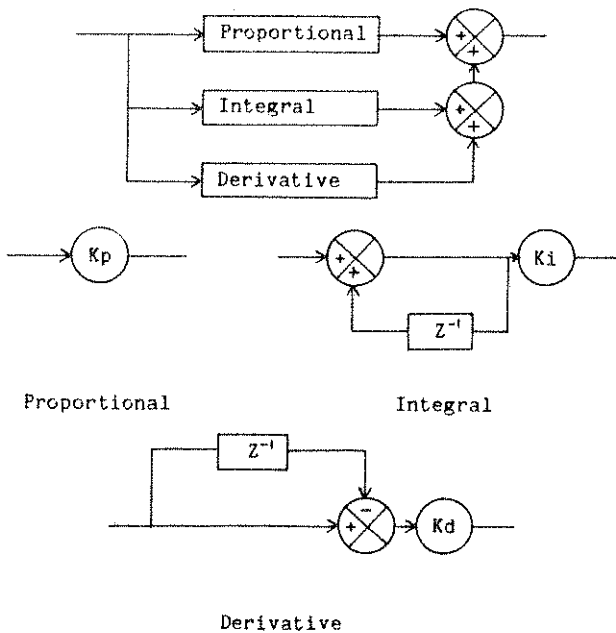 Proportional
+
+
Integral
+
+
Derivative
Kp
+
+
Ki
Z⁻¹
Proportional
Integral
Z⁻¹
−
+
Kd
Derivative